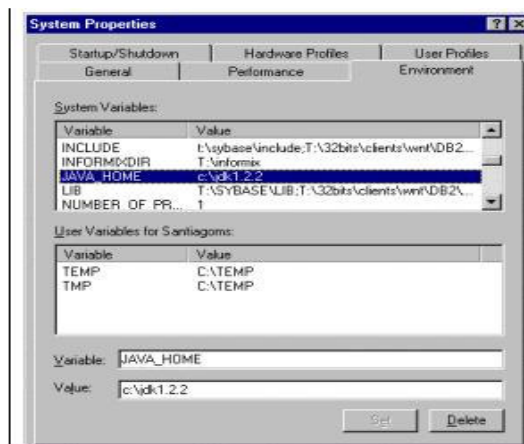 System Properties
Startup/Shutdown Hardware Profiles User Profiles
General Performance Environment
System Variables:
Variable Value
INCLUDE t:\sybase\include;T:\32bits\clients\wnt\DB2...
INFORMIXDIR T:\informix
JAVA_HOME c:\jdk1.2.2
LIB T:\SYBASE\LIB;T:\32bits\clients\wnt\DB2\...
NUMBER_OF_PR... 1
User Variables for Santiagoms:
Variable Value
TEMP C:\TEMP
TMP C:\TEMP
Variable: JAVA_HOME
Value: c:\jdk1.2.2
Set Delete